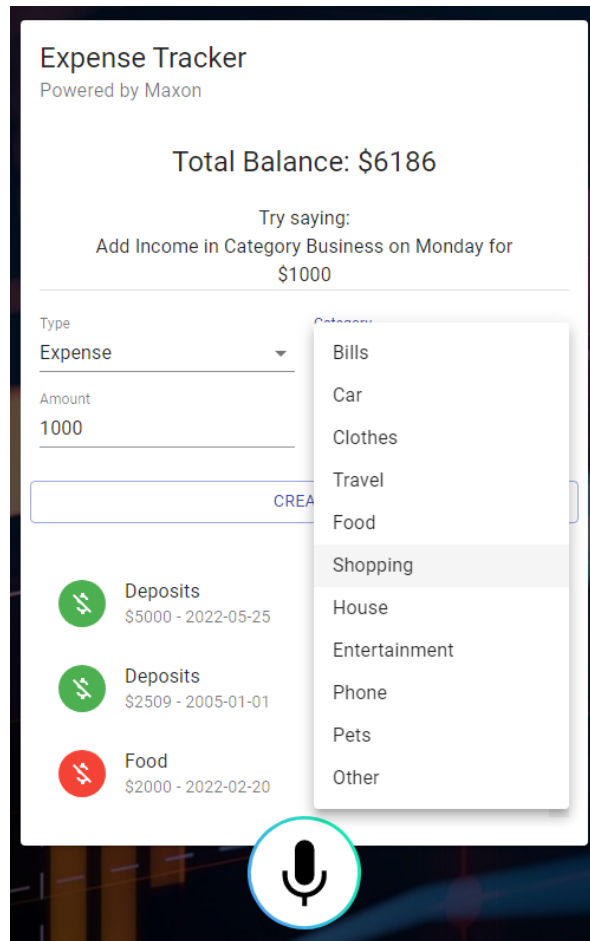 Expense Tracker
Powered by Maxon
Total Balance: $6186
Try saying:
Add Income in Category Business on Monday for
$1000
Type
Category
Expense
Amount
1000
Bills
Car
Clothes
Travel
Food
Shopping
House
Entertainment
Phone
Pets
Other
CREA
Deposits
$5000 - 2022-05-25
Deposits
$2509 - 2005-01-01
Food
$2000 - 2022-02-20